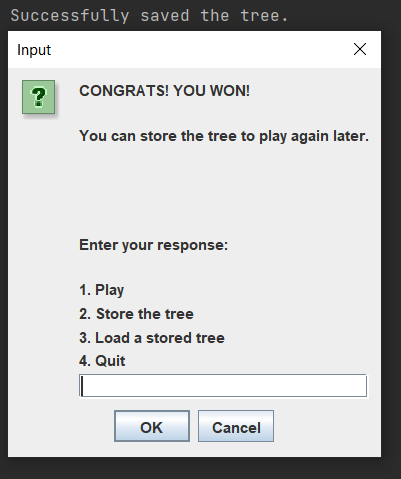 Successfully saved the tree.
Input
CONGRATS! YOU WON!
You can store the tree to play again later.
Enter your response:
1. Play
2. Store the tree
3. Load a stored tree
4. Quit
OK
Cancel